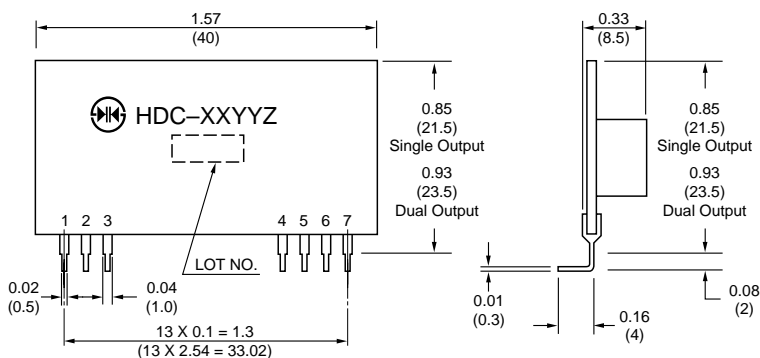 1.57
(40)
0.33
(8.5)
HDC–XXYYZ
0.85
(21.5)
Single Output
0.93
(23.5)
Dual Output
0.85
(21.5)
Single Output
0.93
(23.5)
Dual Output
1 2 3 4 5 6 7
LOT NO.
0.02
(0.5)
0.04
(1.0)
0.01
(0.3)
0.08
(2)
0.16
(4)
13 X 0.1 = 1.3
(13 X 2.54 = 33.02)